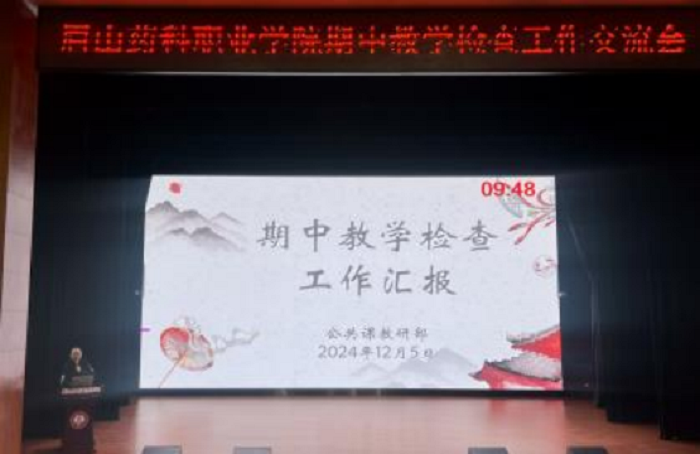 眉山药科职业学院期中教学检查工作交流会
09:48
期中教学检查
工作汇报
公共课教研部
2024年12月5日